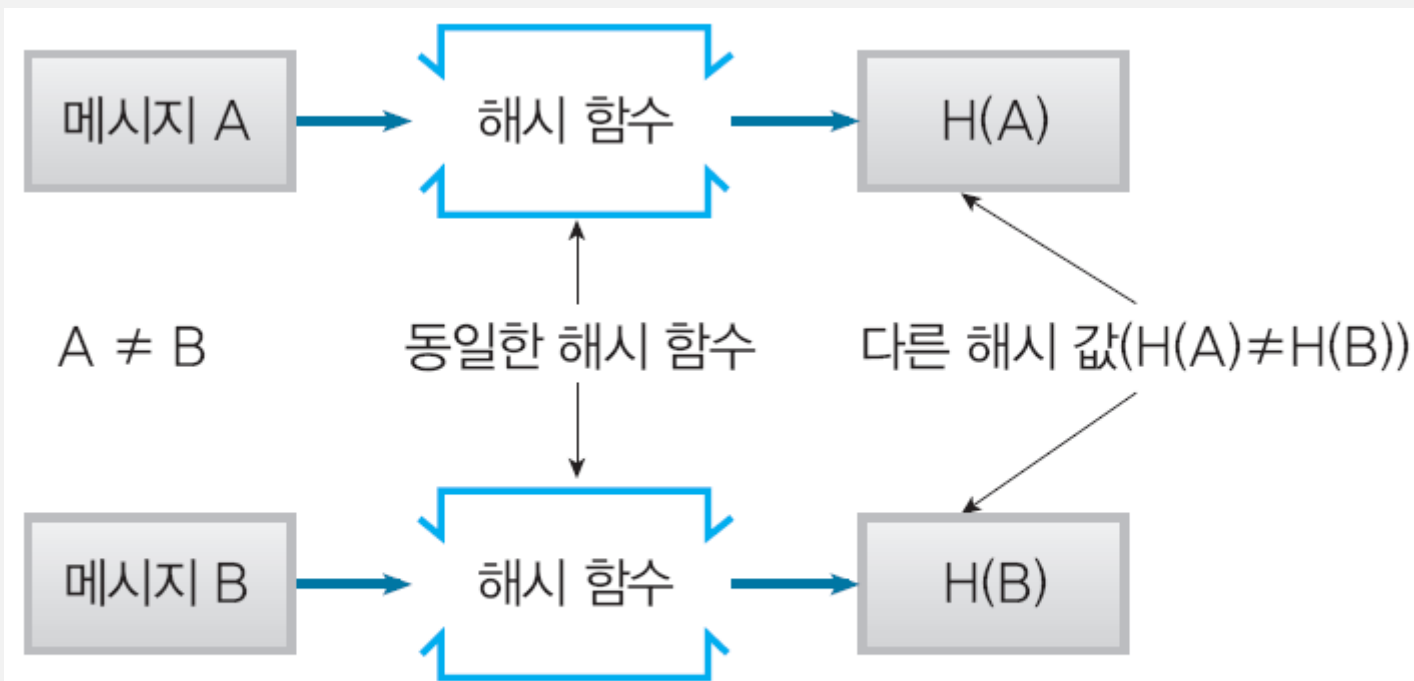 메시지 A 해시 함수 H(A)
A ≠ B 동일한 해시 함수 다른 해시 값(H(A)≠H(B))
메시지 B 해시 함수 H(B)